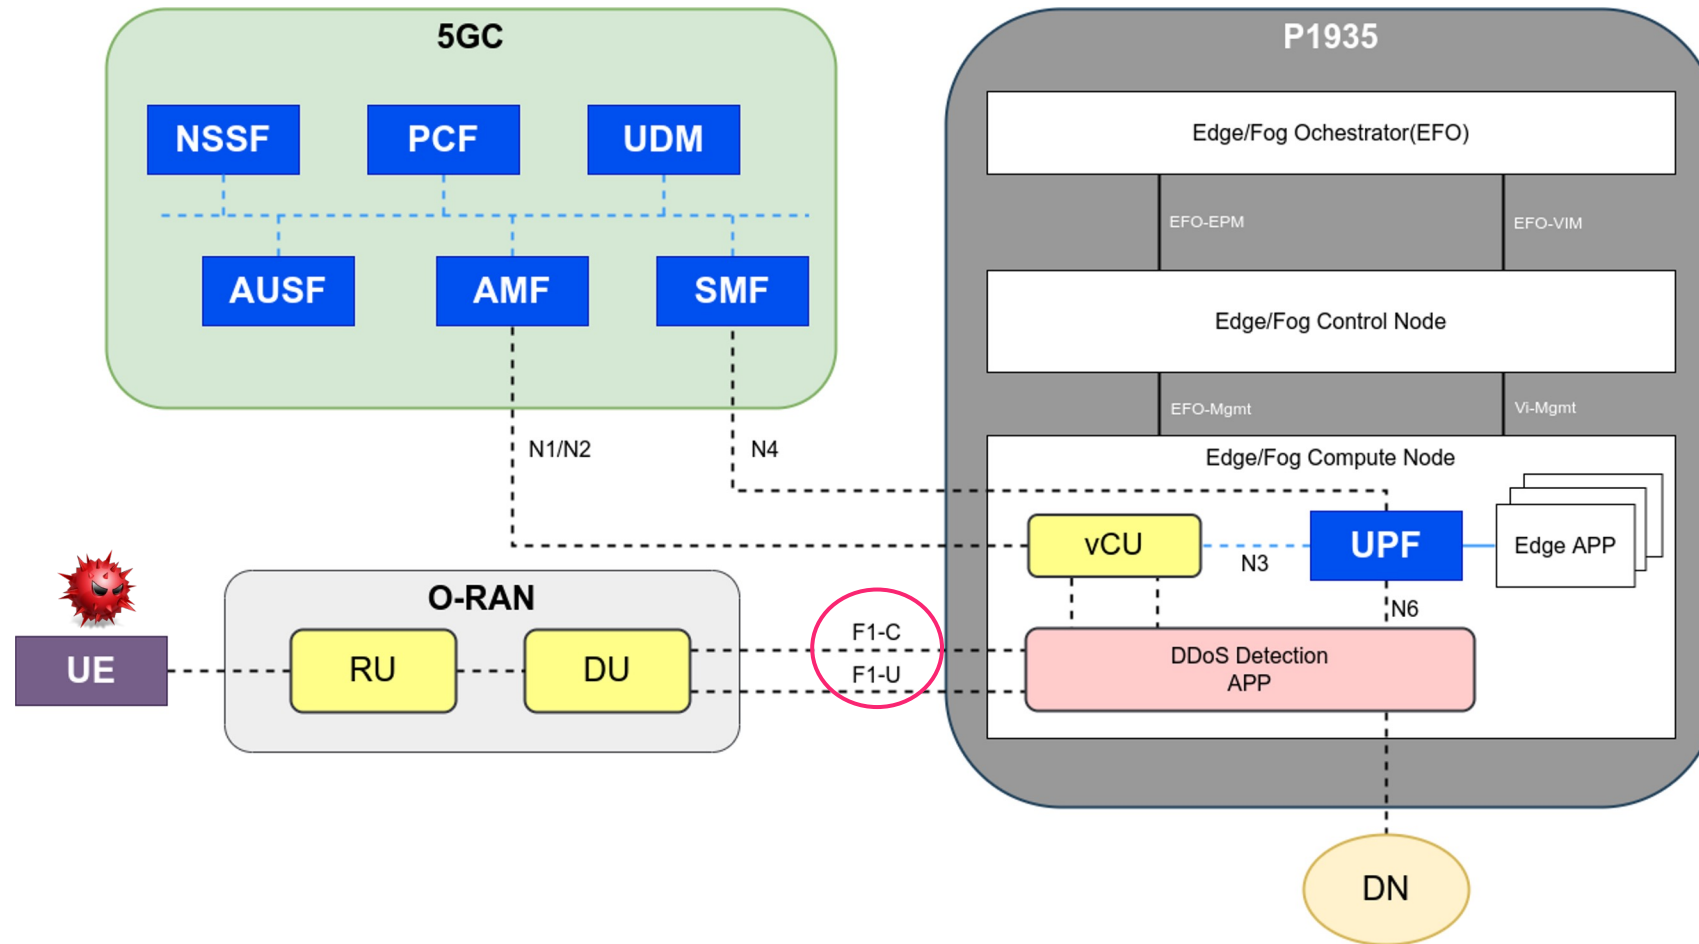 5GC
P1935
NSSF
PCF
UDM
Edge/Fog Ochestrator(EFO)
EFO-EPM
EFO-VIM
AUSF
AMF
SMF
Edge/Fog Control Node
EFO-Mgmt
Vi-Mgmt
N1/N2
N4
Edge/Fog Compute Node
vCU
N3
UPF
Edge APP
N6
O-RAN
UE
RU
DU
F1-C
F1-U
DDoS Detection
APP
DN